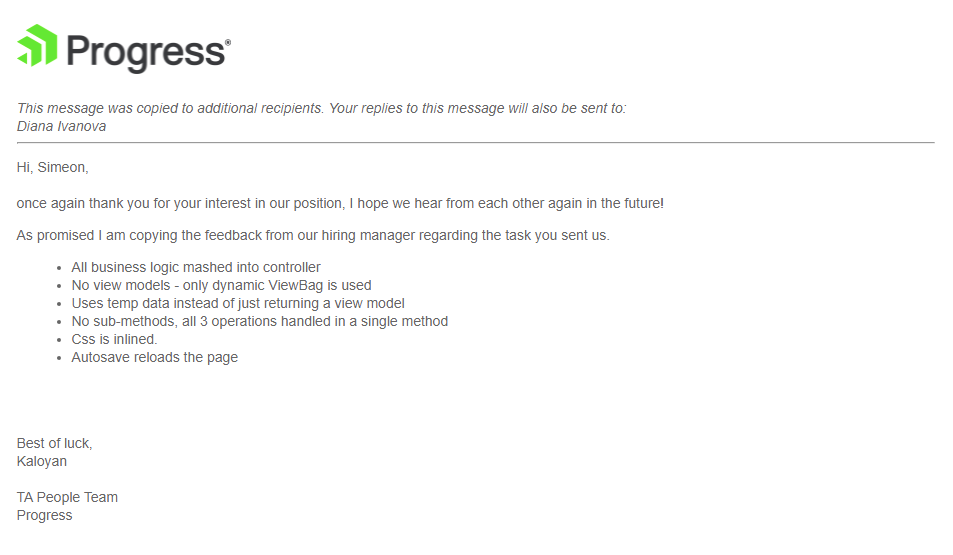 Progress®
This message was copied to additional recipients. Your replies to this message will also be sent to:
Diana Ivanova
Hi, Simeon,
once again thank you for your interest in our position, I hope we hear from each other again in the future!
As promised I am copying the feedback from our hiring manager regarding the task you sent us.
• All business logic mashed into controller
• No view models - only dynamic ViewBag is used
• Uses temp data instead of just returning a view model
• No sub-methods, all 3 operations handled in a single method
• Css is inlined.
• Autosave reloads the page
Best of luck,
Kaloyan
TA People Team
Progress